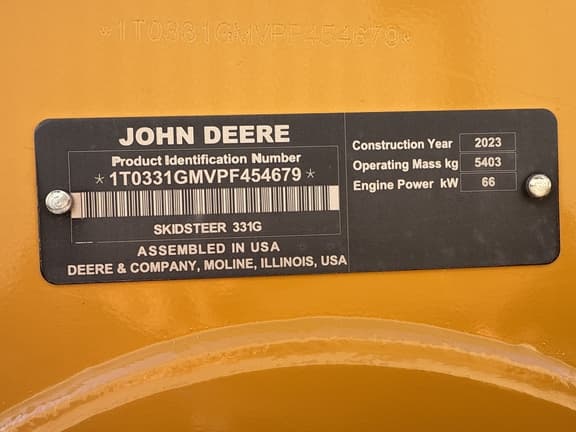 *1T0331GMVPF454679*
JOHN DEERE
Product Identification Number
*1T0331GMVPF454679*
SKIDSTEER 331G
ASSEMBLED IN USA
DEERE & COMPANY, MOLINE, ILLINOIS, USA
Construction Year 2023
Operating Mass kg 5403
Engine Power kW 66